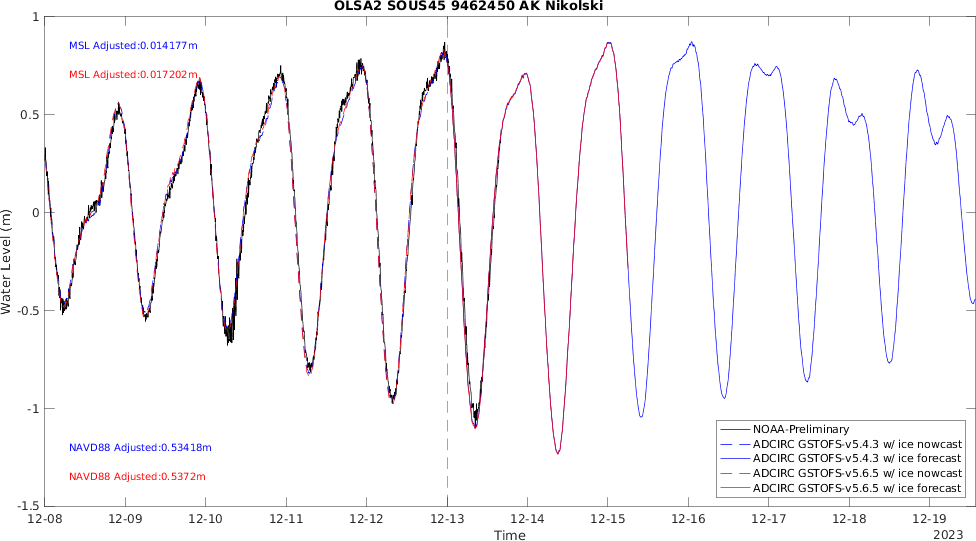 OLSA2 SOUS45 9462450 AK Nikolski
MSL Adjusted:0.014177m
MSL Adjusted:0.017202m
NAVD88 Adjusted:0.53418m
NAVD88 Adjusted:0.5372m
Water Level (m)
1
0.5
0
-0.5
-1
-1.5
NOAA-Preliminary
ADCIRC GSTOFS-v5.4.3 w/ ice nowcast
ADCIRC GSTOFS-v5.4.3 w/ ice forecast
ADCIRC GSTOFS-v5.6.5 w/ ice nowcast
ADCIRC GSTOFS-v5.6.5 w/ ice forecast
12-08 12-09 12-10 12-11 12-12 12-13 12-14 12-15 12-16 12-17 12-18 12-19
Time
2023